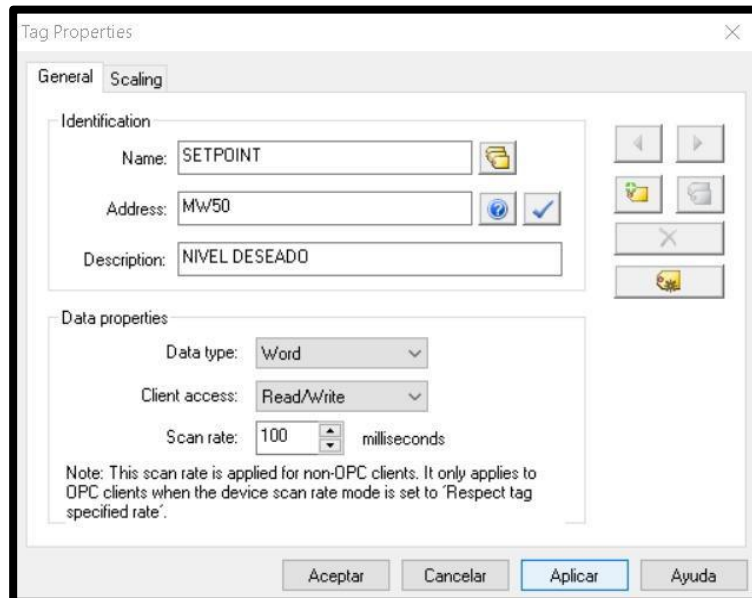 Tag Properties
General Scaling
Identification
Name: SETPOINT
Address: MW50
Description: NIVEL DESEADO
Data properties
Data type: Word
Client access: Read/Write
Scan rate: 100 milliseconds
Note: This scan rate is applied for non-OPC clients. It only applies to
OPC clients when the device scan rate mode is set to ´Respect tag
specified rate´.
Aceptar Cancelar Aplicar Ayuda